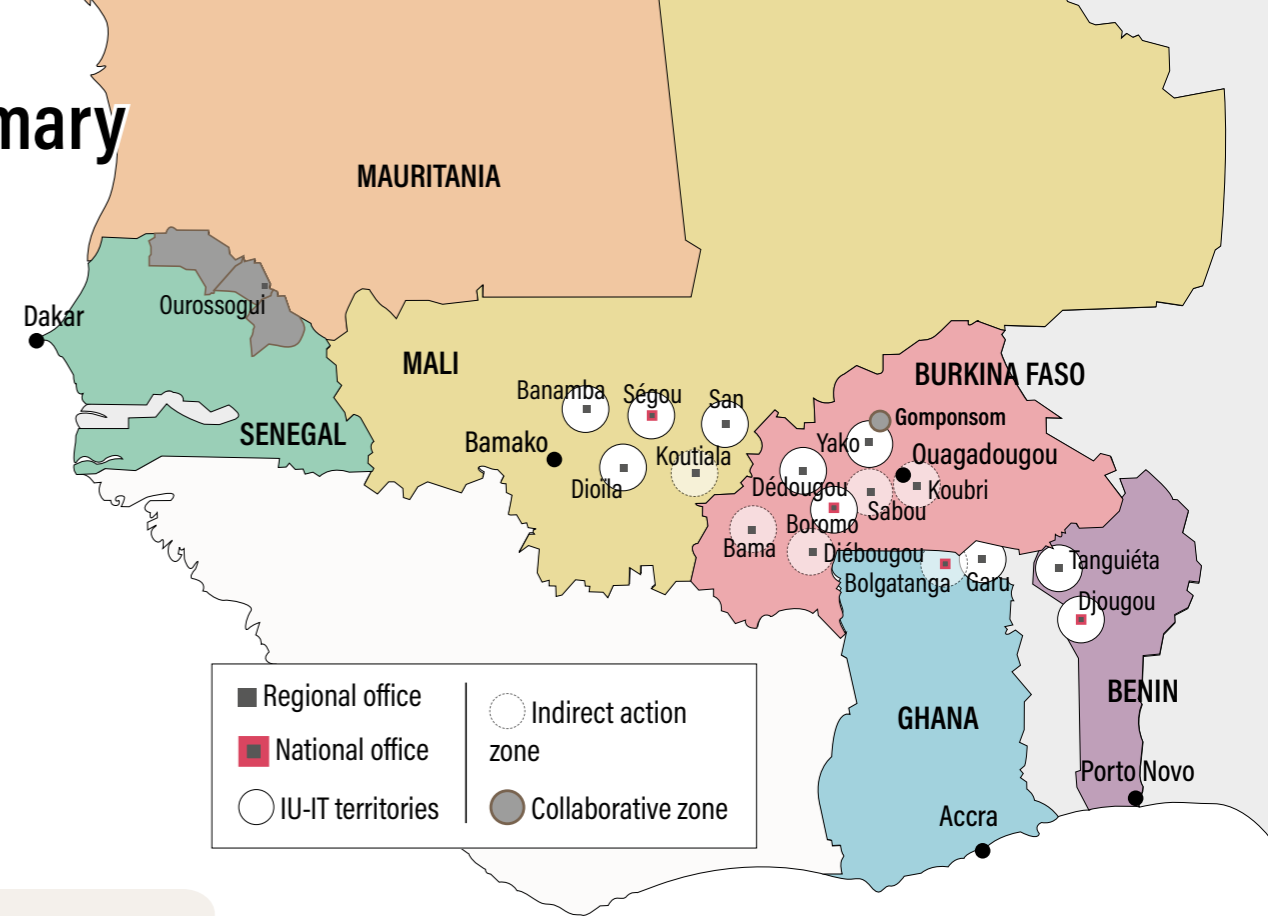 mary
MAURITANIA
Ourossogui
Dakar
MALI
BURKINA FASO
Banamba
Ségou
San
Gomponsom
SENEGAL
Bamako
Koutiala
Yako
Ouagadougou
Dioïla
Dédougou
Koubri
Sabou
Boromo
Bama
Diébougou
Tanguiéta
Bolgatanga
Garu
Djougou
BENIN
GHANA
Porto Novo
Accra
Regional office
National office
IU-IT territories
Indirect action
zone
Collaborative zone